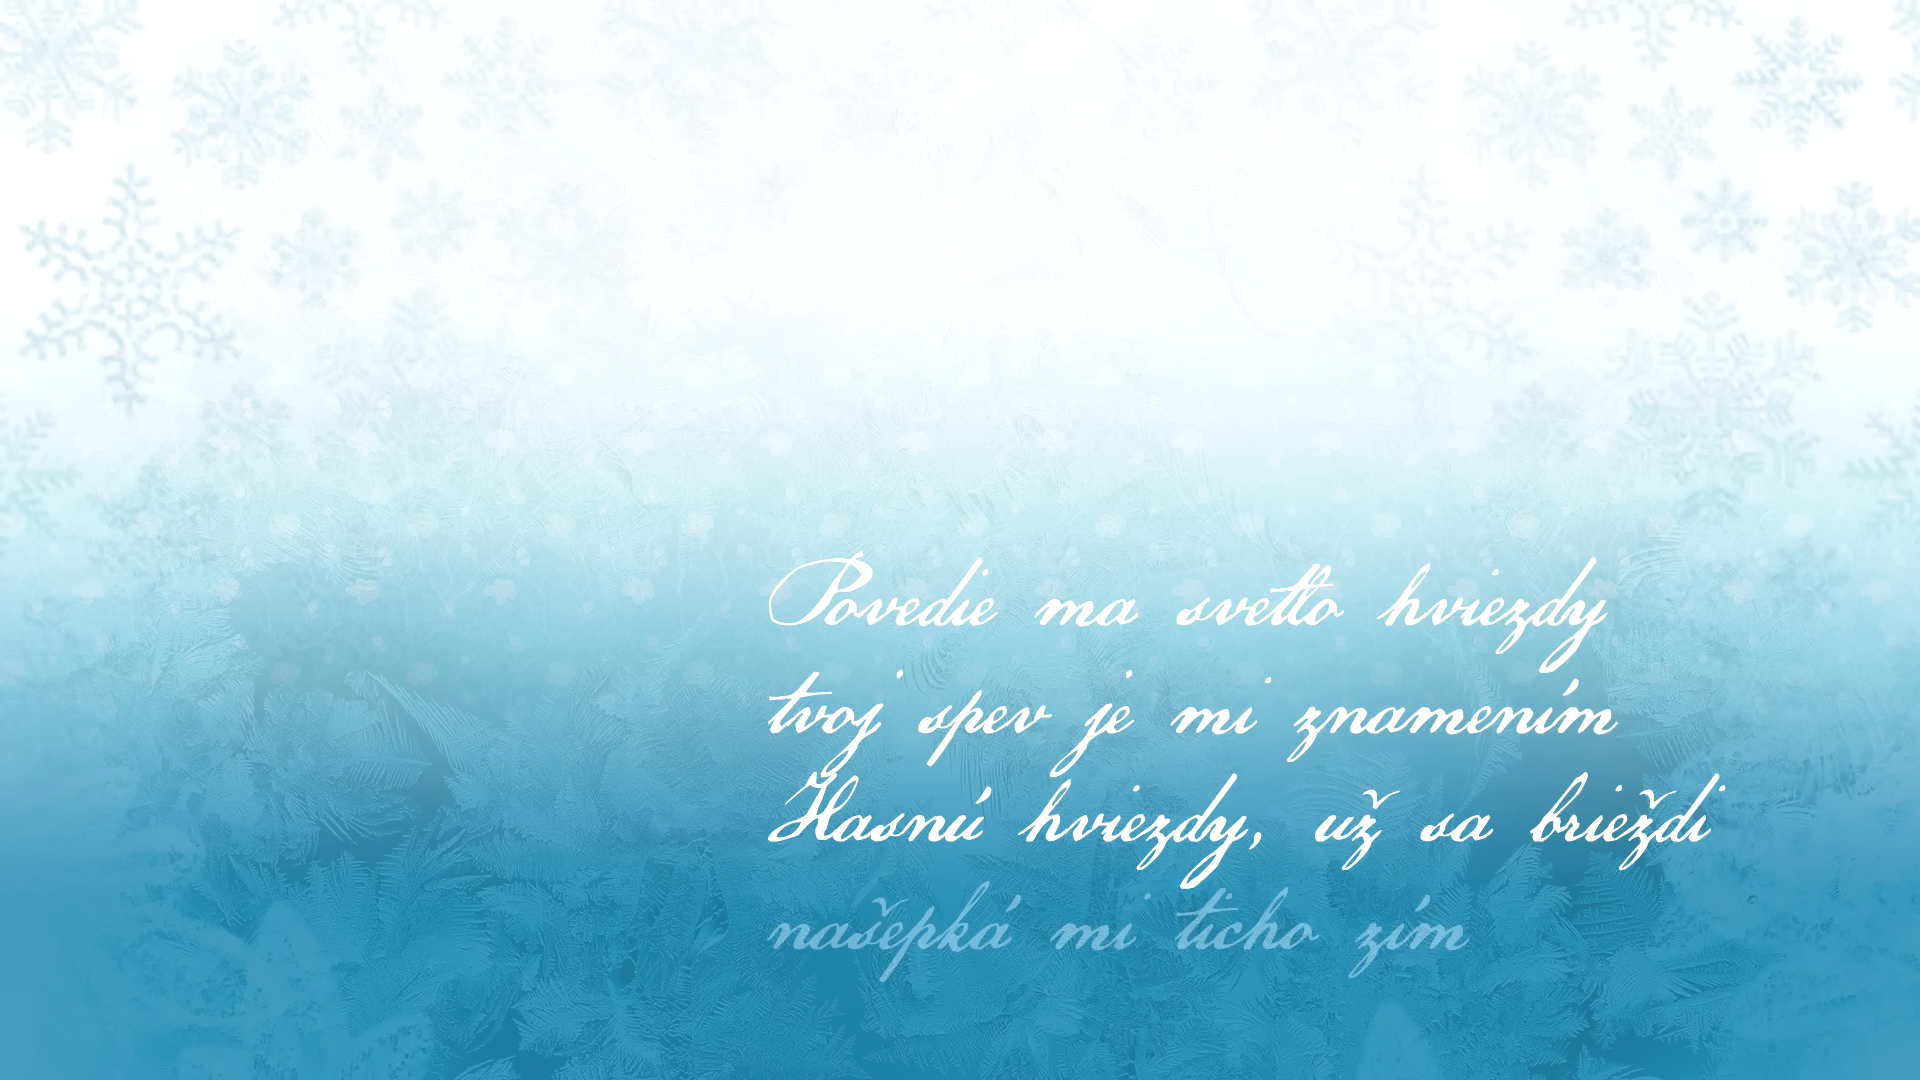 Povedie ma svetlo hviezdy
tvoj spev je mi znamením
Hasnú hviezdy, už sa brieždi
našepká mi ticho zím